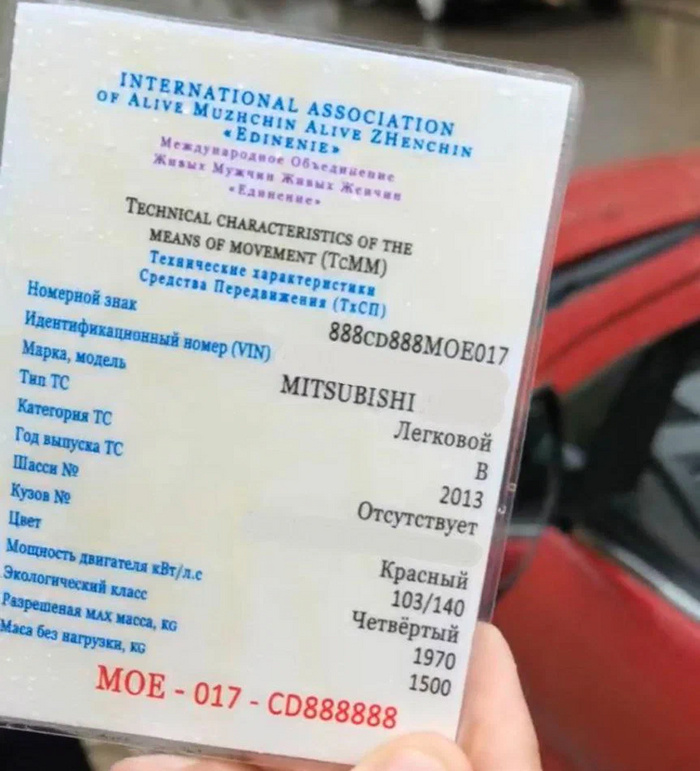 INTERNATIONAL ASSOCIATION
OF ALIVE MUZHCHIN ALIVE ZHENCHIN
«EDINENIE»
Международное Объединение
Живых Мужчин Живых Женчин
«Единение»
TECHNICAL CHARACTERISTICS OF THE
MEANS OF MOVEMENT (TCMM)
Технические характеристики
Средства Передвижения (ТхСП)
Номерной знак 888CD888MOE017
Идентификационный номер (VIN)
Марка, модель MITSUBISHI
Тип ТС Легковой
Категория ТС В
Год выпуска ТС 2013
Шасси № Отсутствует
Кузов №
Цвет Красный
Мощность двигателя кВт/л.с 103/140
Экологический класс Четвёртый
Разрешеная МАХ масса, KG 1970
Маса без нагрузки, KG 1500
MOE - 017 - CD888888